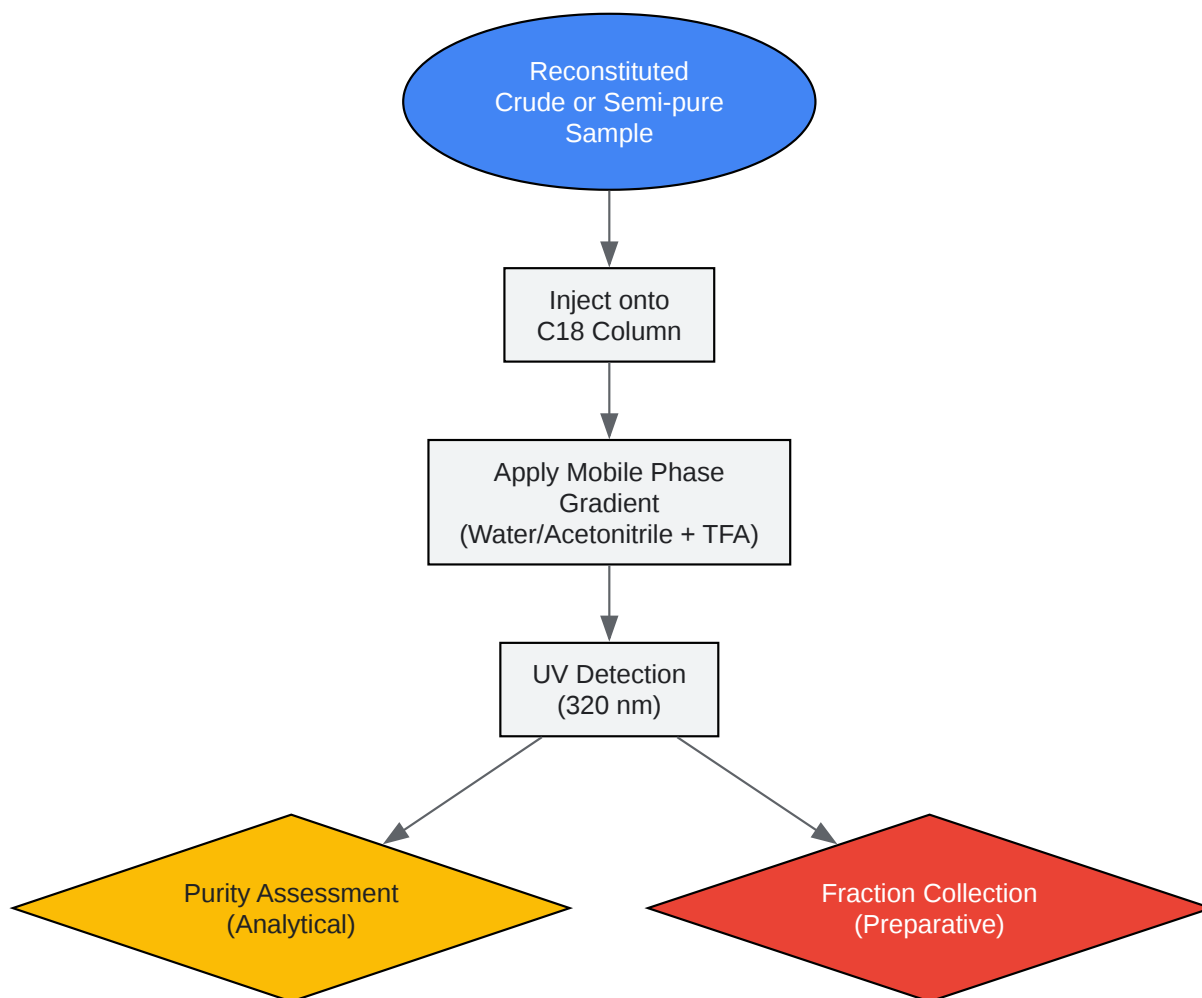 Reconstituted
Crude or Semi-pure
Sample
Inject onto
C18 Column
Apply Mobile Phase
Gradient
(Water/Acetonitrile + TFA)
UV Detection
(320 nm)
Purity Assessment
(Analytical)
Fraction Collection
(Preparative)